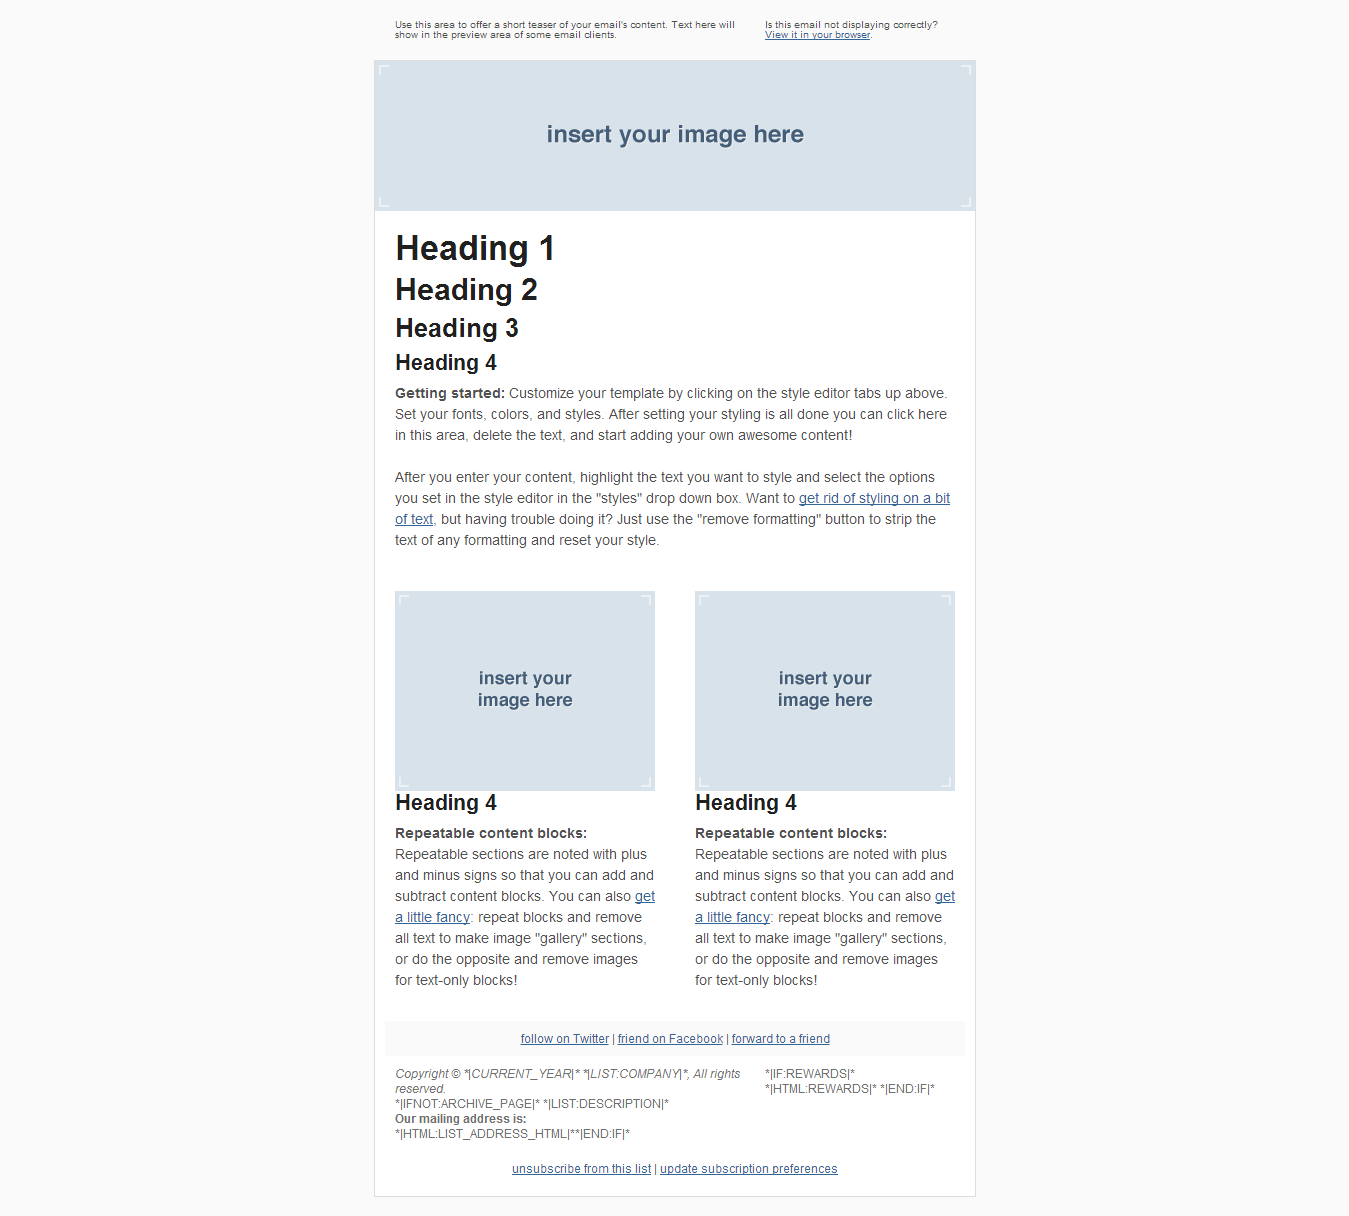 Use this area to offer a short teaser of your email's content. Text here will
show in the preview area of some email clients.
Is this email not displaying correctly?
View it in your browser.
insert your image here
Heading 1
Heading 2
Heading 3
Heading 4
Getting started: Customize your template by clicking on the style editor tabs up above.
Set your fonts, colors, and styles. After setting your styling is all done you can click here
in this area, delete the text, and start adding your own awesome content!
After you enter your content, highlight the text you want to style and select the options
you set in the style editor in the "styles" drop down box. Want to get rid of styling on a bit
of text, but having trouble doing it? Just use the "remove formatting" button to strip the
text of any formatting and reset your style.
insert your
image here
Heading 4
Repeatable content blocks:
Repeatable sections are noted with plus
and minus signs so that you can add and
subtract content blocks. You can also get
a little fancy: repeat blocks and remove
all text to make image "gallery" sections,
or do the opposite and remove images
for text-only blocks!
insert your
image here
Heading 4
Repeatable content blocks:
Repeatable sections are noted with plus
and minus signs so that you can add and
subtract content blocks. You can also get
a little fancy: repeat blocks and remove
all text to make image "gallery" sections,
or do the opposite and remove images
for text-only blocks!
follow on Twitter | friend on Facebook | forward to a friend
Copyright © *|CURRENT_YEAR|* *|LIST:COMPANY|*, All rights
reserved.
*|IFNOT:ARCHIVE_PAGE|* *|LIST:DESCRIPTION|*
Our mailing address is:
*|HTML:LIST_ADDRESS_HTML|**|END:IF|*
*|IF:REWARDS|*
*|HTML:REWARDS|* *|END:IF|*
unsubscribe from this list | update subscription preferences